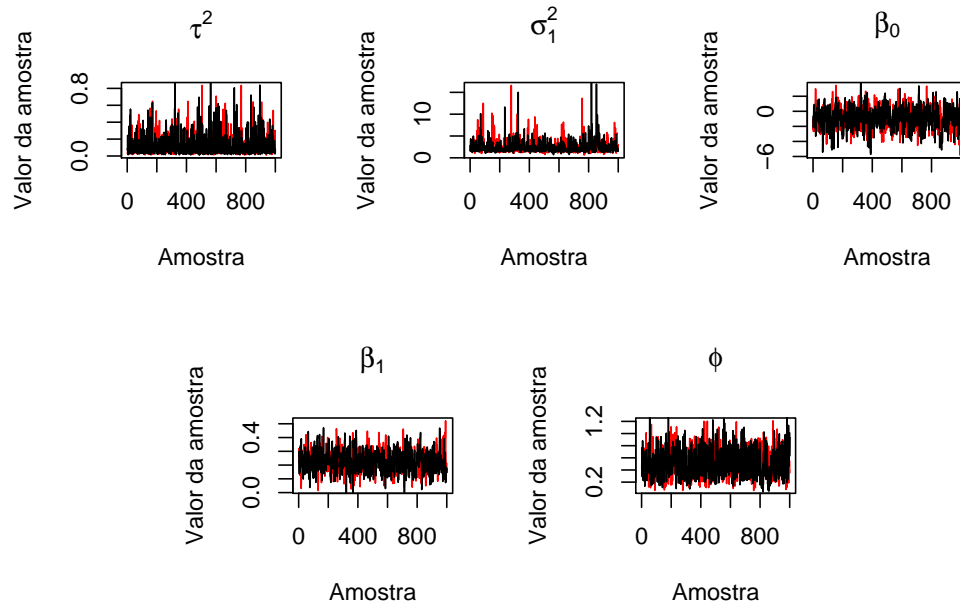 τ²
Valor da amostra
0.0 0.8
0 400 800
Amostra
σ₁²
Valor da amostra
0 10
0 400 800
Amostra
β₀
Valor da amostra
−6 0
0 400 800
Amostra
β₁
Valor da amostra
0.0 0.4
0 400 800
Amostra
ϕ
Valor da amostra
0.2 1.2
0 400 800
Amostra